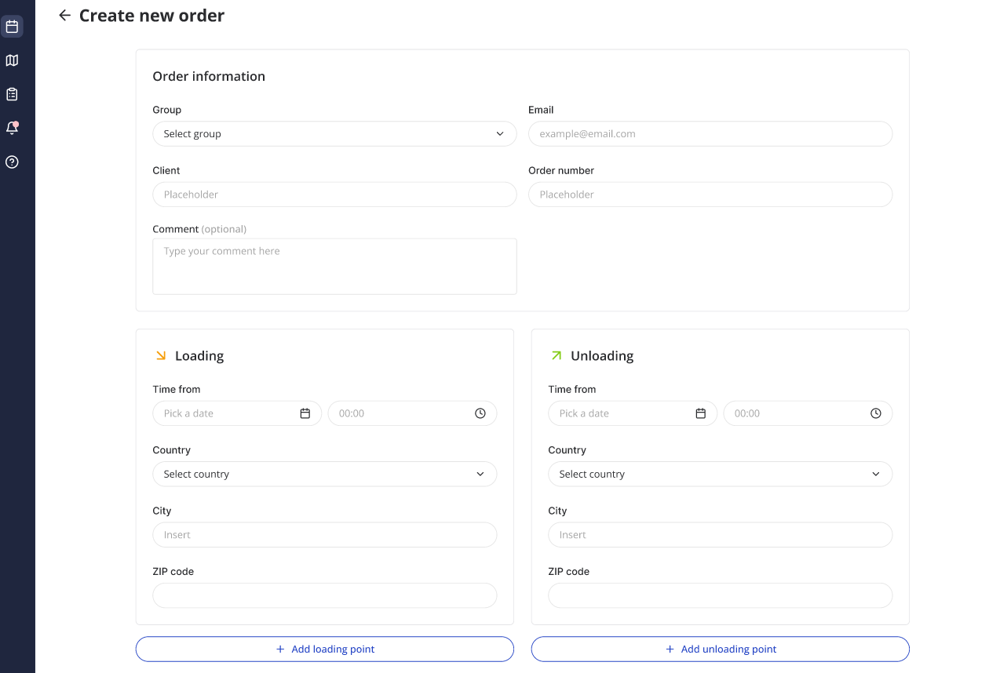 Create new order
Order information
Group
Email
Select group
example@email.com
Client
Order number
Placeholder
Placeholder
Comment (optional)
Type your comment here
Loading
Time from
Pick a date
00:00
Country
Select country
City
Insert
ZIP code
+ Add loading point
Unloading
Time from
Pick a date
00:00
Country
Select country
City
Insert
ZIP code
+ Add unloading point